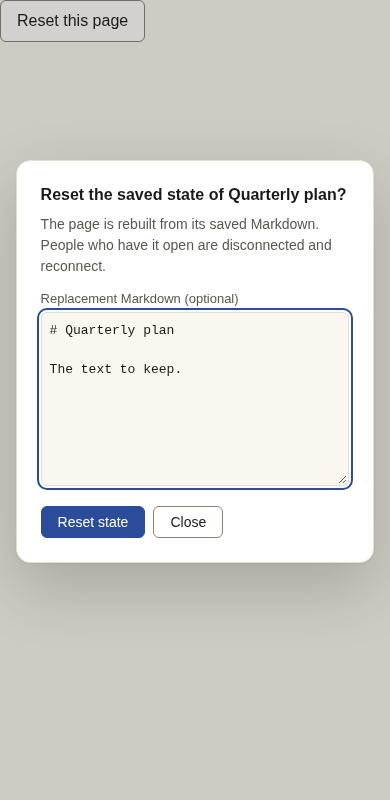 Reset this page
Reset the saved state of Quarterly plan?
The page is rebuilt from its saved Markdown.
People who have it open are disconnected and
reconnect.
Replacement Markdown (optional)
# Quarterly plan
The text to keep.
Reset state
Close